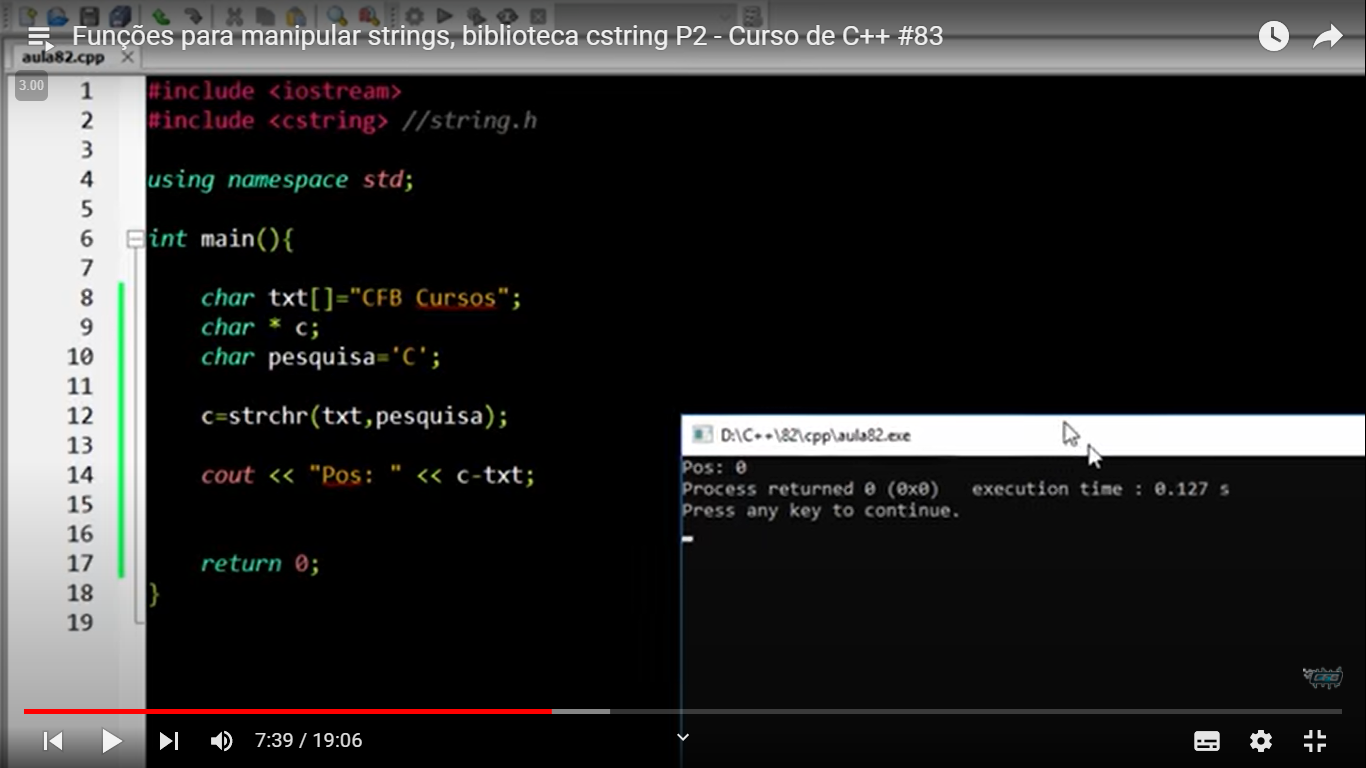 Funções para manipular strings, biblioteca cstring P2 - Curso de C++ #83
aula82.cpp
3.00
1 #include <iostream>
2 #include <cstring> //string.h
3
4 using namespace std;
5
6 int main(){
7
8 char txt[]="CFB Cursos";
9 char * c;
10 char pesquisa='C';
11
12 c=strchr(txt,pesquisa);
13
14 cout << "Pos: " << c-txt;
15
16
17 return 0;
18 }
19
D:\C++\82\cpp\aula82.exe
Pos: 0
Process returned 0 (0x0) execution time : 0.127 s
Press any key to continue.
7:39 / 19:06